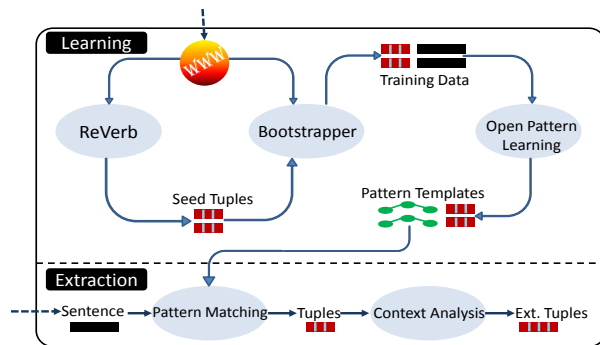 Learning
WWW
ReVerb
Bootstrapper
Training Data
Open Pattern
Learning
Seed Tuples
Pattern Templates
Extraction
Sentence
Pattern Matching
Tuples
Context Analysis
Ext. Tuples